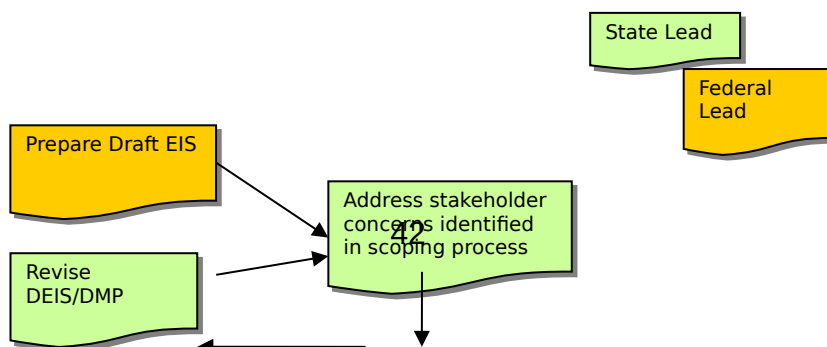 State Lead
Federal
Lead
Prepare Draft EIS
Address stakeholder
concerns identified
in scoping process
42
Revise
DEIS/DMP